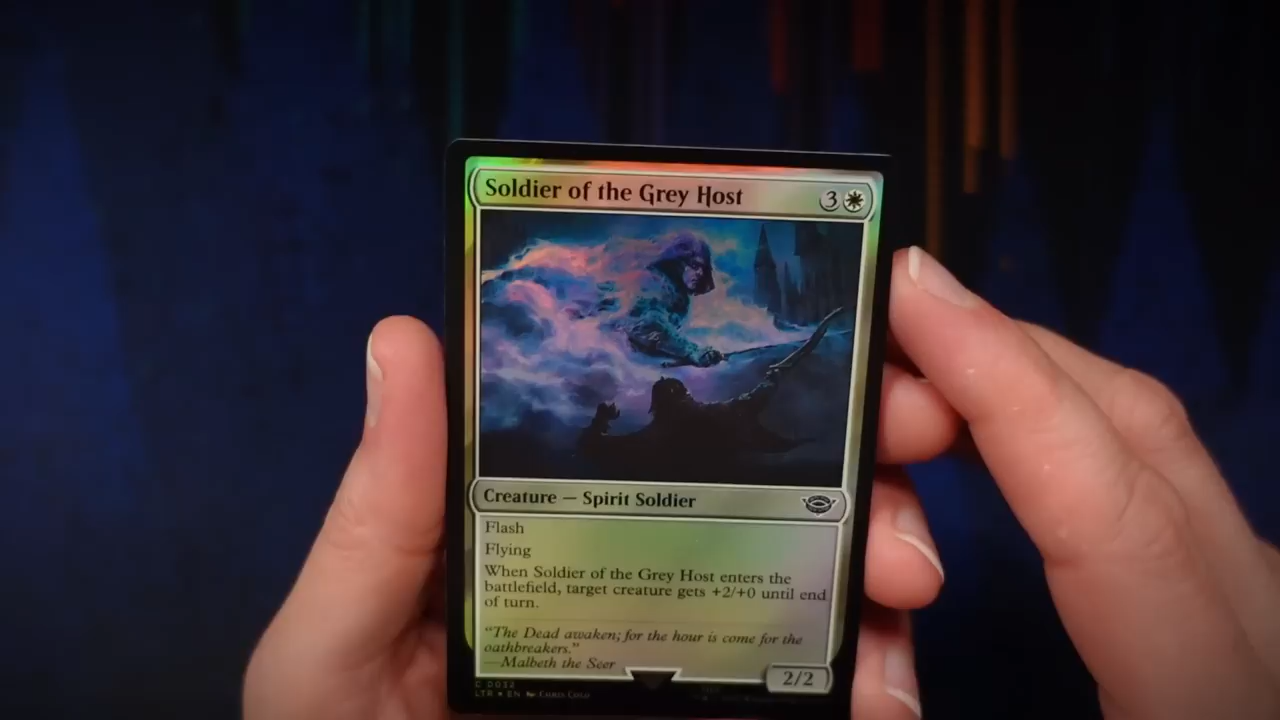 Soldier of the Grey Host
3
Creature — Spirit Soldier
Flash
Flying
When Soldier of the Grey Host enters the
battlefield, target creature gets +2/+0 until end
of turn.
"The Dead awaken; for the hour is come for the
oathbreakers."
—Malbeth the Seer
2/2
C 0032
LTR EN